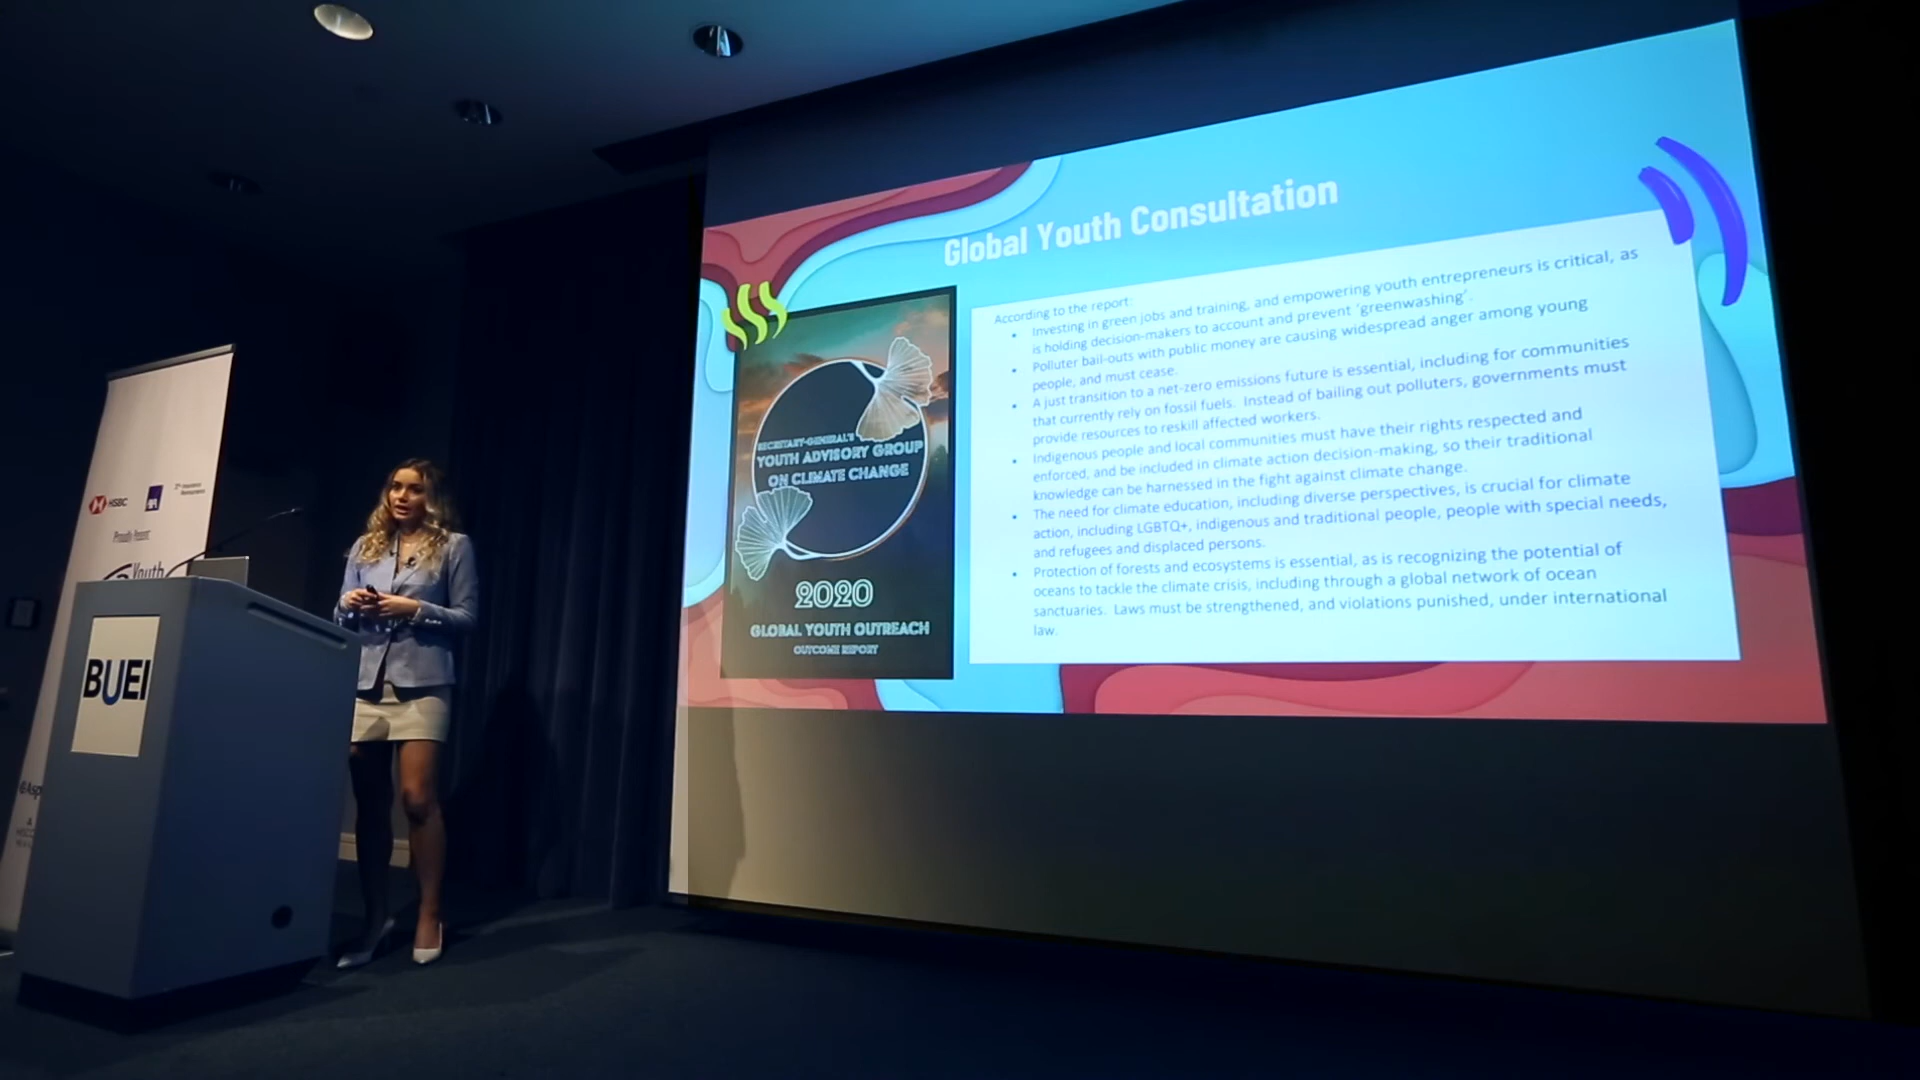 Global Youth Consultation
According to the report:
• Investing in green jobs and training, and empowering youth entrepreneurs is critical, as
is holding decision-makers to account and prevent 'greenwashing'.
• Polluter bail-outs with public money are causing widespread anger among young
people, and must cease.
• A just transition to a net-zero emissions future is essential, including for communities
that currently rely on fossil fuels. Instead of bailing out polluters, governments must
provide resources to reskill affected workers.
• Indigenous people and local communities must have their rights respected and
enforced, and be included in climate action decision-making, so their traditional
knowledge can be harnessed in the fight against climate change.
• The need for climate education, including diverse perspectives, is crucial for climate
action, including LGBTQ+, indigenous and traditional people, people with special needs,
and refugees and displaced persons.
• Protection of forests and ecosystems is essential, as is recognizing the potential of
oceans to tackle the climate crisis, including through a global network of ocean
sanctuaries. Laws must be strengthened, and violations punished, under international
law.
SECRETARY-GENERAL'S
YOUTH ADVISORY GROUP
ON CLIMATE CHANGE
2020
GLOBAL YOUTH OUTREACH
OUTCOME REPORT
HSBC
AXA
Proudly Present
Youth
BUEI